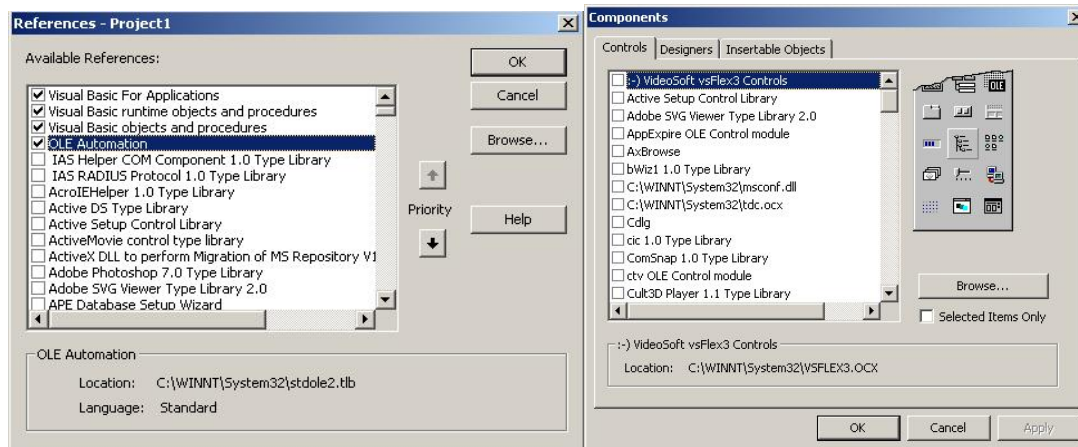 References - Project1
Available References:
Visual Basic For Applications
Visual Basic runtime objects and procedures
Visual Basic objects and procedures
OLE Automation
IAS Helper COM Component 1.0 Type Library
IAS RADIUS Protocol 1.0 Type Library
AcroIEHelper 1.0 Type Library
Active DS Type Library
Active Setup Control Library
ActiveMovie control type library
ActiveX DLL to perform Migration of MS Repository V1
Adobe Photoshop 7.0 Type Library
Adobe SVG Viewer Type Library 2.0
APE Database Setup Wizard
Priority
OK
Cancel
Browse...
Help
OLE Automation
Location: C:\WINNT\System32\stdole2.tlb
Language: Standard
Components
Controls Designers Insertable Objects
:-) VideoSoft vsFlex3 Controls
Active Setup Control Library
Adobe SVG Viewer Type Library 2.0
AppExpire OLE Control module
AxBrowse
bWiz1 1.0 Type Library
C:\WINNT\System32\msconf.dll
C:\WINNT\System32\tdc.ocx
Cdlg
cic 1.0 Type Library
ComSnap 1.0 Type Library
ctv OLE Control module
Cult3D Player 1.1 Type Library
OLE
Browse...
Selected Items Only
:-) VideoSoft vsFlex3 Controls
Location: C:\WINNT\System32\VSFLEX3.OCX
OK Cancel Apply